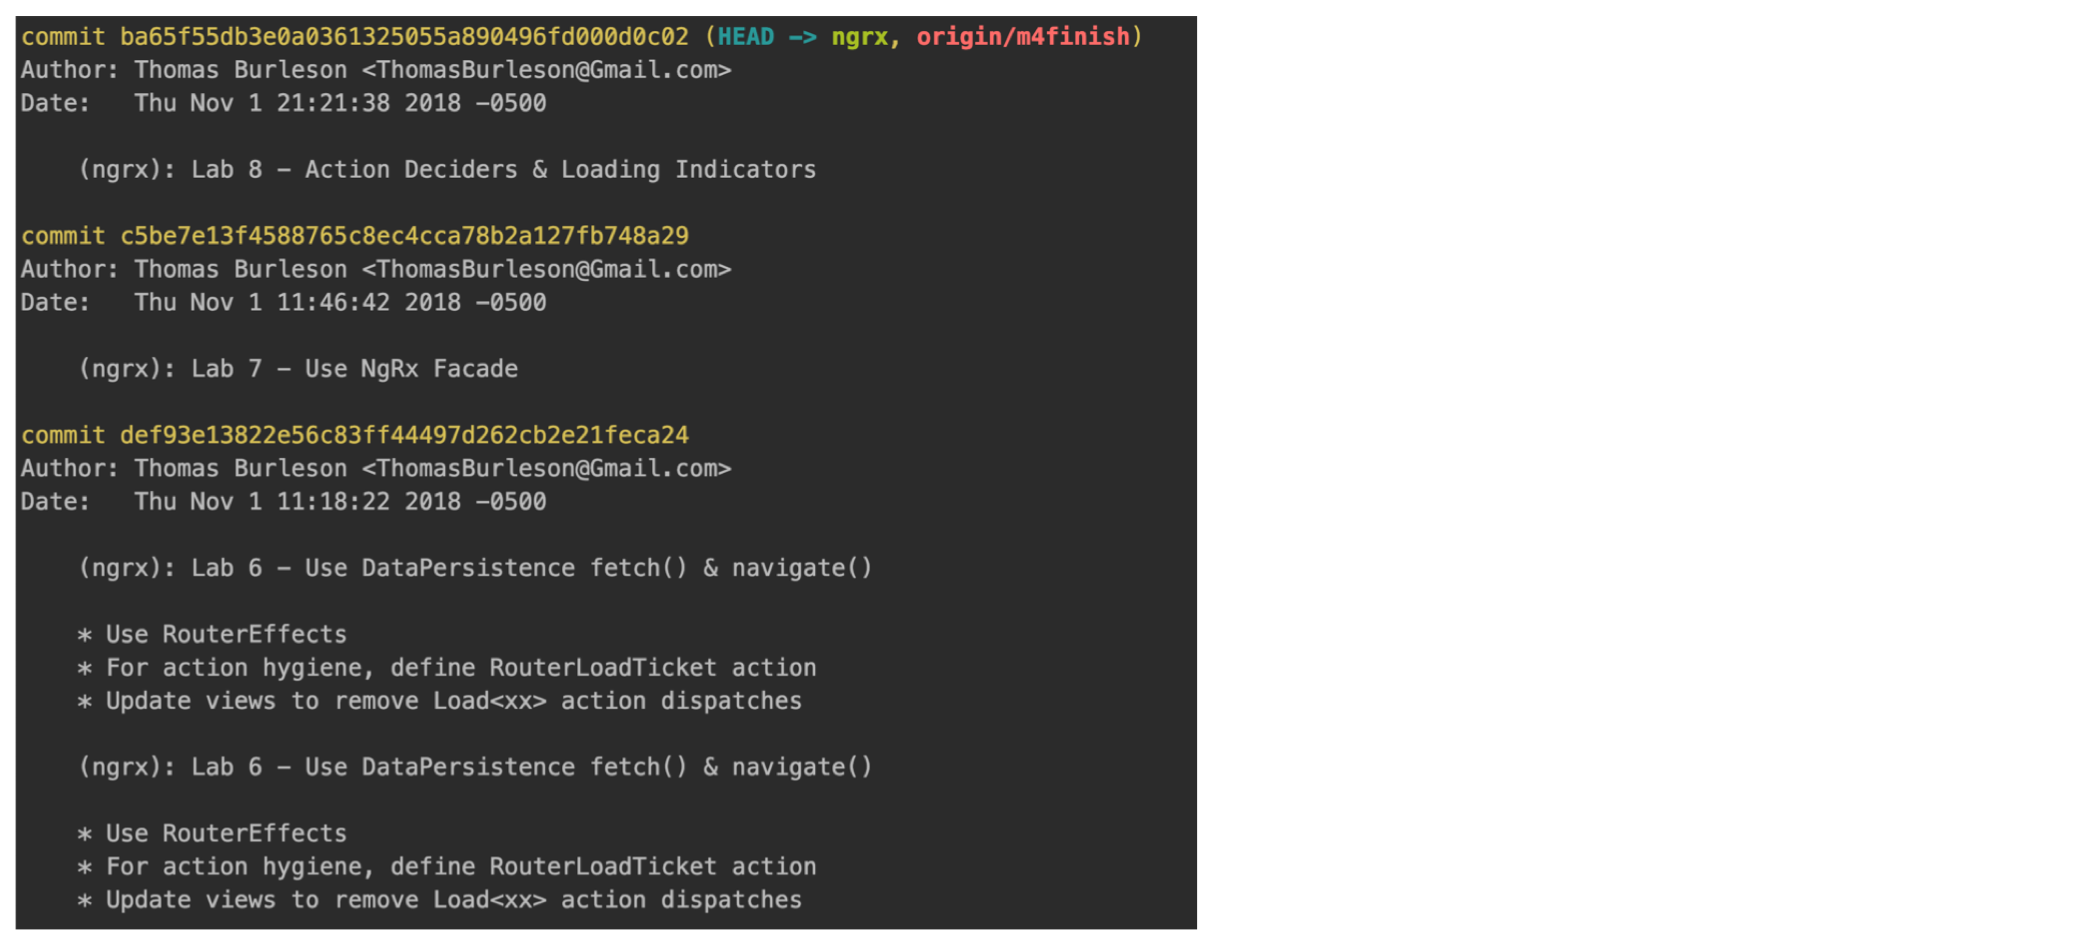 commit ba65f55db3e0a0361325055a890496fd000d0c02 (HEAD -> ngrx, origin/m4finish)
Author: Thomas Burleson <ThomasBurleson@Gmail.com>
Date:   Thu Nov 1 21:21:38 2018 -0500

    (ngrx): Lab 8 - Action Deciders & Loading Indicators

commit c5be7e13f4588765c8ec4cca78b2a127fb748a29
Author: Thomas Burleson <ThomasBurleson@Gmail.com>
Date:   Thu Nov 1 11:46:42 2018 -0500

    (ngrx): Lab 7 - Use NgRx Facade

commit def93e13822e56c83ff44497d262cb2e21feca24
Author: Thomas Burleson <ThomasBurleson@Gmail.com>
Date:   Thu Nov 1 11:18:22 2018 -0500

    (ngrx): Lab 6 - Use DataPersistence fetch() & navigate()

    * Use RouterEffects
    * For action hygiene, define RouterLoadTicket action
    * Update views to remove Load<xx> action dispatches

    (ngrx): Lab 6 - Use DataPersistence fetch() & navigate()

    * Use RouterEffects
    * For action hygiene, define RouterLoadTicket action
    * Update views to remove Load<xx> action dispatches